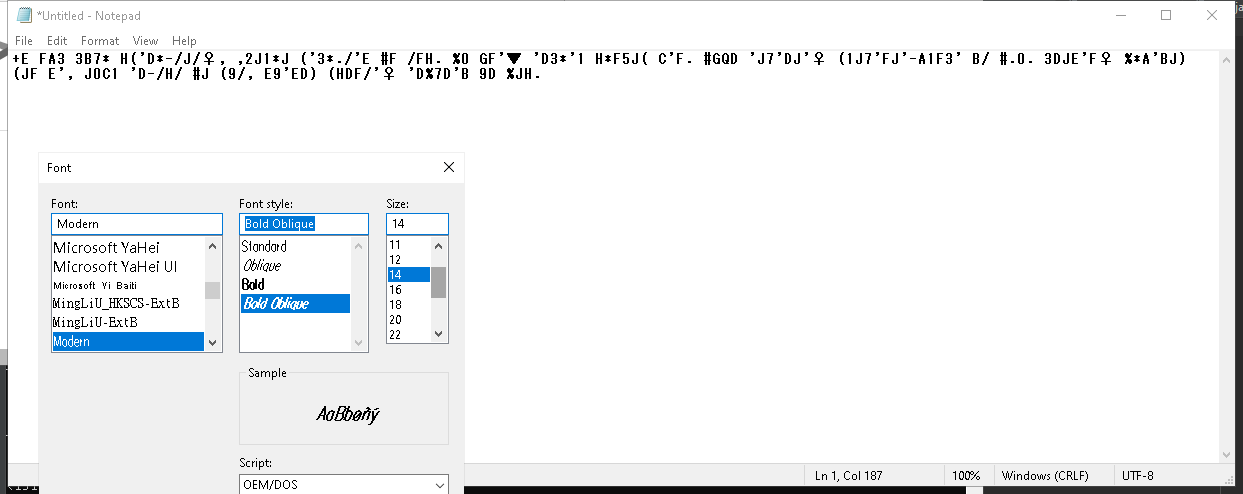 *Untitled - Notepad
File Edit Format View Help
+E FA3 3B7* H('D*-/J/♀, ,2J1*J ('3*./'E #F /FH. %0 GF'▼ 'D3*'1 H*F5J( C'F. #GQD 'J7'DJ'♀ (1J7'FJ'-A1F3' B/ #.0. 3DJE'F♀ %*A'BJ)
(JF E', JOC1 'D-/H/ #J (9/, E9'ED) (HDF/'♀ 'D%7D'B 9D %JH.
Font
Font:
Font style:
Size:
Modern
Bold Oblique
14
Microsoft YaHei
Microsoft YaHei UI
Microsoft Yi Baiti
MingLiU_HKSCS-ExtB
MingLiU-ExtB
Modern
Standard
Oblique
Bold
Bold Oblique
11
12
14
16
18
20
22
Sample
AaBbøñý
Script:
OEM/DOS
Ln 1, Col 187
100%
Windows (CRLF)
UTF-8